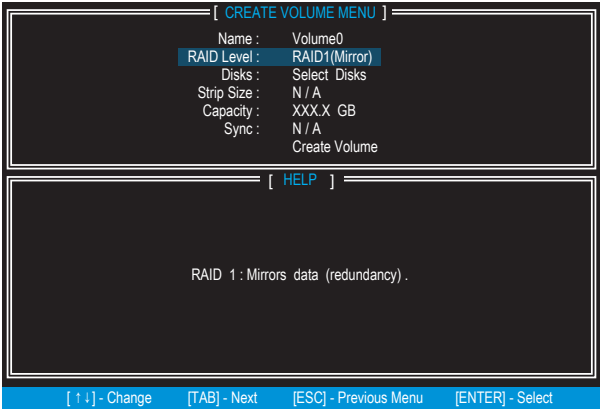 [ CREATE VOLUME MENU ]
Name : Volume0
RAID Level : RAID1(Mirror)
Disks : Select Disks
Strip Size : N / A
Capacity : XXX.X GB
Sync : N / A
Create Volume
[ HELP ]
RAID 1 : Mirrors data (redundancy) .
[ ↑↓] - Change [TAB] - Next [ESC] - Previous Menu [ENTER] - Select